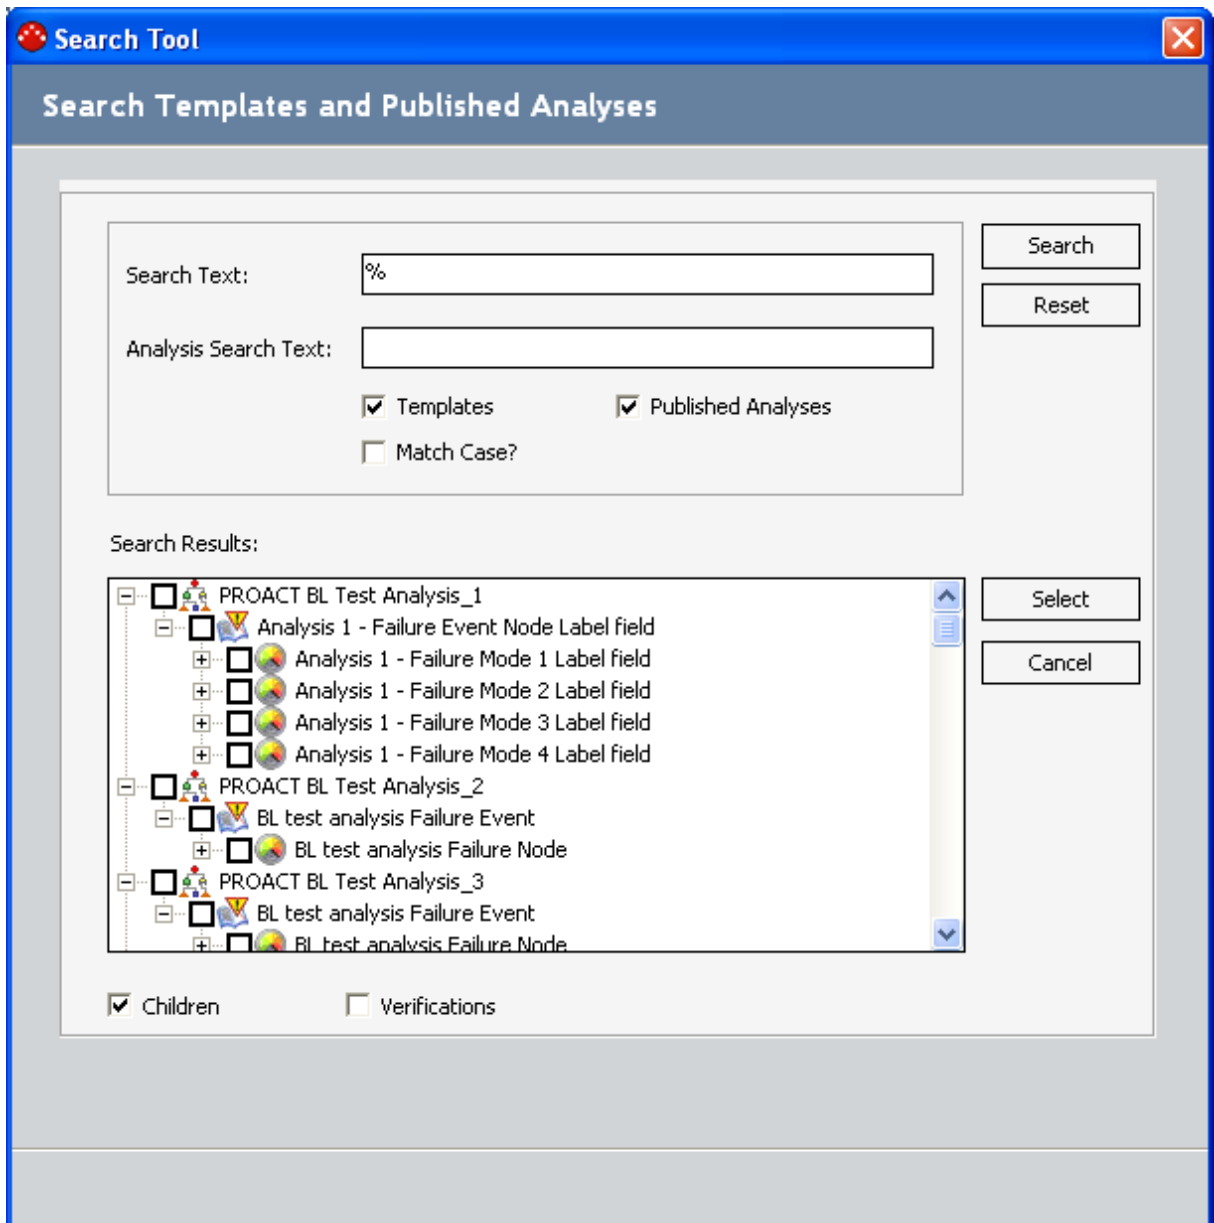 Search Tool
Search Templates and Published Analyses
Search Text: %
Search
Reset
Analysis Search Text:
Templates
Published Analyses
Match Case?
Search Results:
PROACT BL Test Analysis_1
Analysis 1 - Failure Event Node Label field
Analysis 1 - Failure Mode 1 Label field
Analysis 1 - Failure Mode 2 Label field
Analysis 1 - Failure Mode 3 Label field
Analysis 1 - Failure Mode 4 Label field
PROACT BL Test Analysis_2
BL test analysis Failure Event
BL test analysis Failure Node
PROACT BL Test Analysis_3
BL test analysis Failure Event
BL test analysis Failure Node
Select
Cancel
Children
Verifications